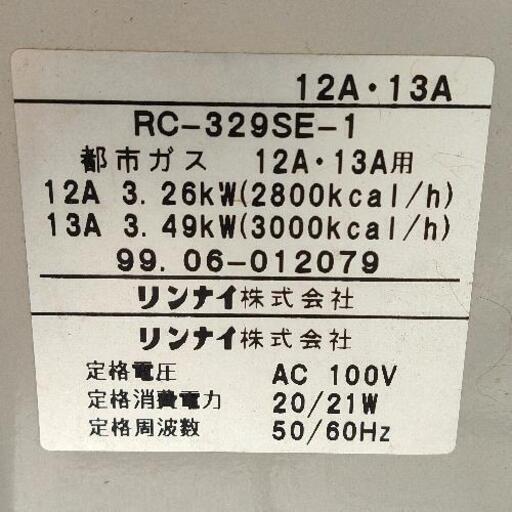 12A・13A
RC-329SE-1
都市ガス 12A・13A用
12A 3.26kW(2800kcal/h)
13A 3.49kW(3000kcal/h)
99.06-012079
リンナイ株式会社
リンナイ株式会社
定格電圧 AC 100V
定格消費電力 20/21W
定格周波数 50/60Hz